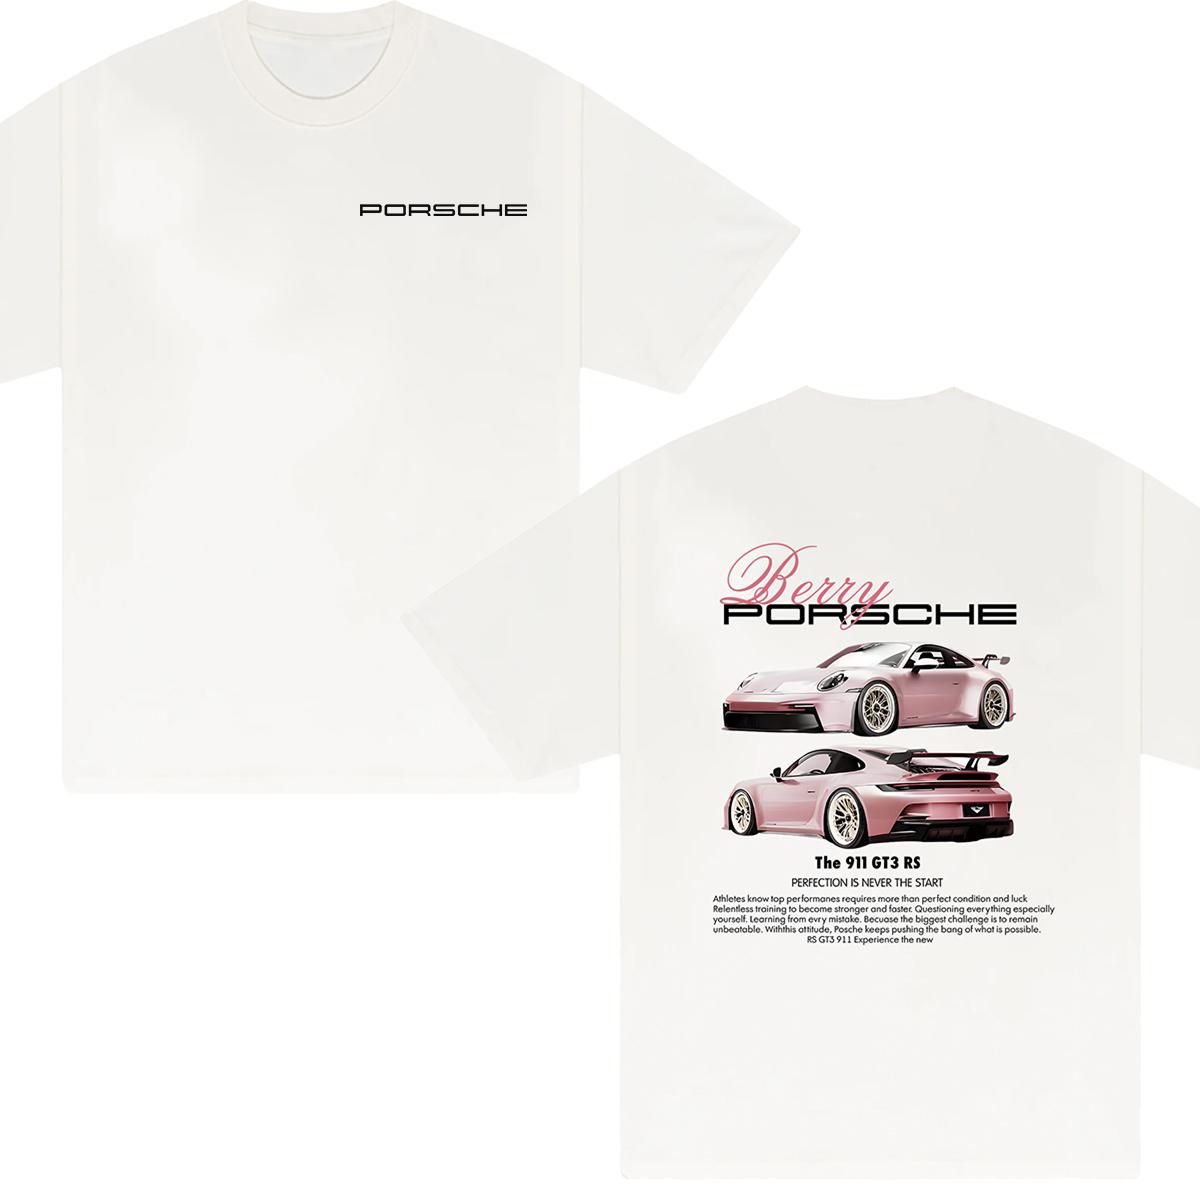 PORSCHE
Berry
PORSCHE
The 911 GT3 RS
PERFECTION IS NEVER THE START
Athletes know top performanes requires more than perfect condition and luck
Relentless training to become stronger and faster. Questioning everything especially
yourself. Learning from evry mistake. Becuase the biggest challenge is to remain
unbeatable. Withthis attitude, Posche keeps pushing the bang of what is possible.
RS GT3 911 Experience the new